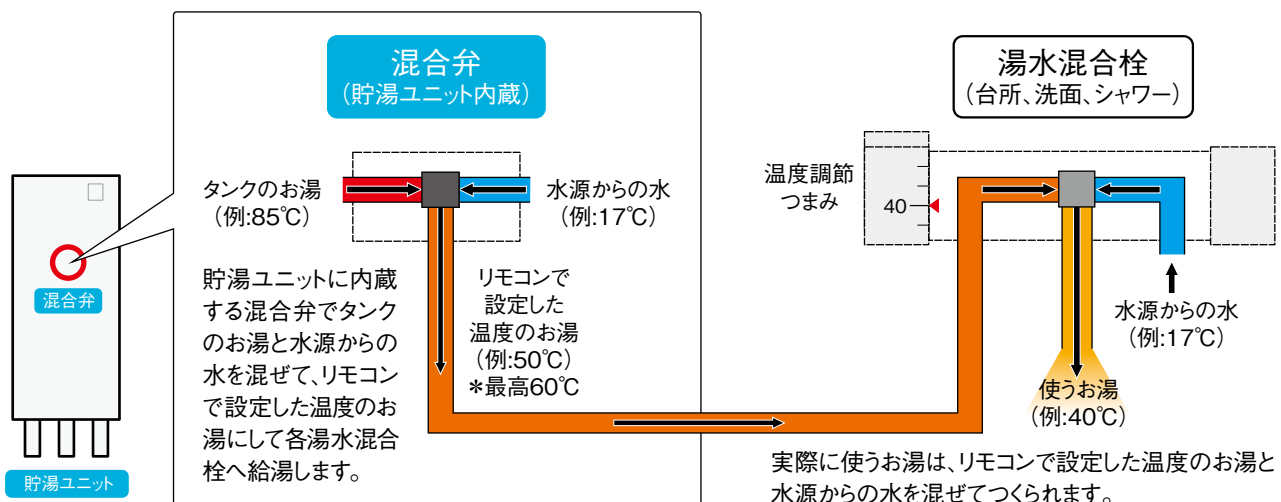 混合弁
(貯湯ユニット内蔵)
タンクのお湯
(例:85℃)
水源からの水
(例:17℃)
貯湯ユニットに内蔵
する混合弁でタンク
のお湯と水源からの
水を混ぜて、リモコン
で設定した温度のお
湯にして各湯水混合
栓へ給湯します。
リモコンで
設定した
温度のお湯
(例:50℃)
*最高60℃
混合弁
貯湯ユニット
湯水混合栓
(台所、洗面、シャワー)
温度調節
つまみ
40
水源からの水
(例:17℃)
使うお湯
(例:40℃)
実際に使うお湯は、リモコンで設定した温度のお湯と
水源からの水を混ぜてつくられます。